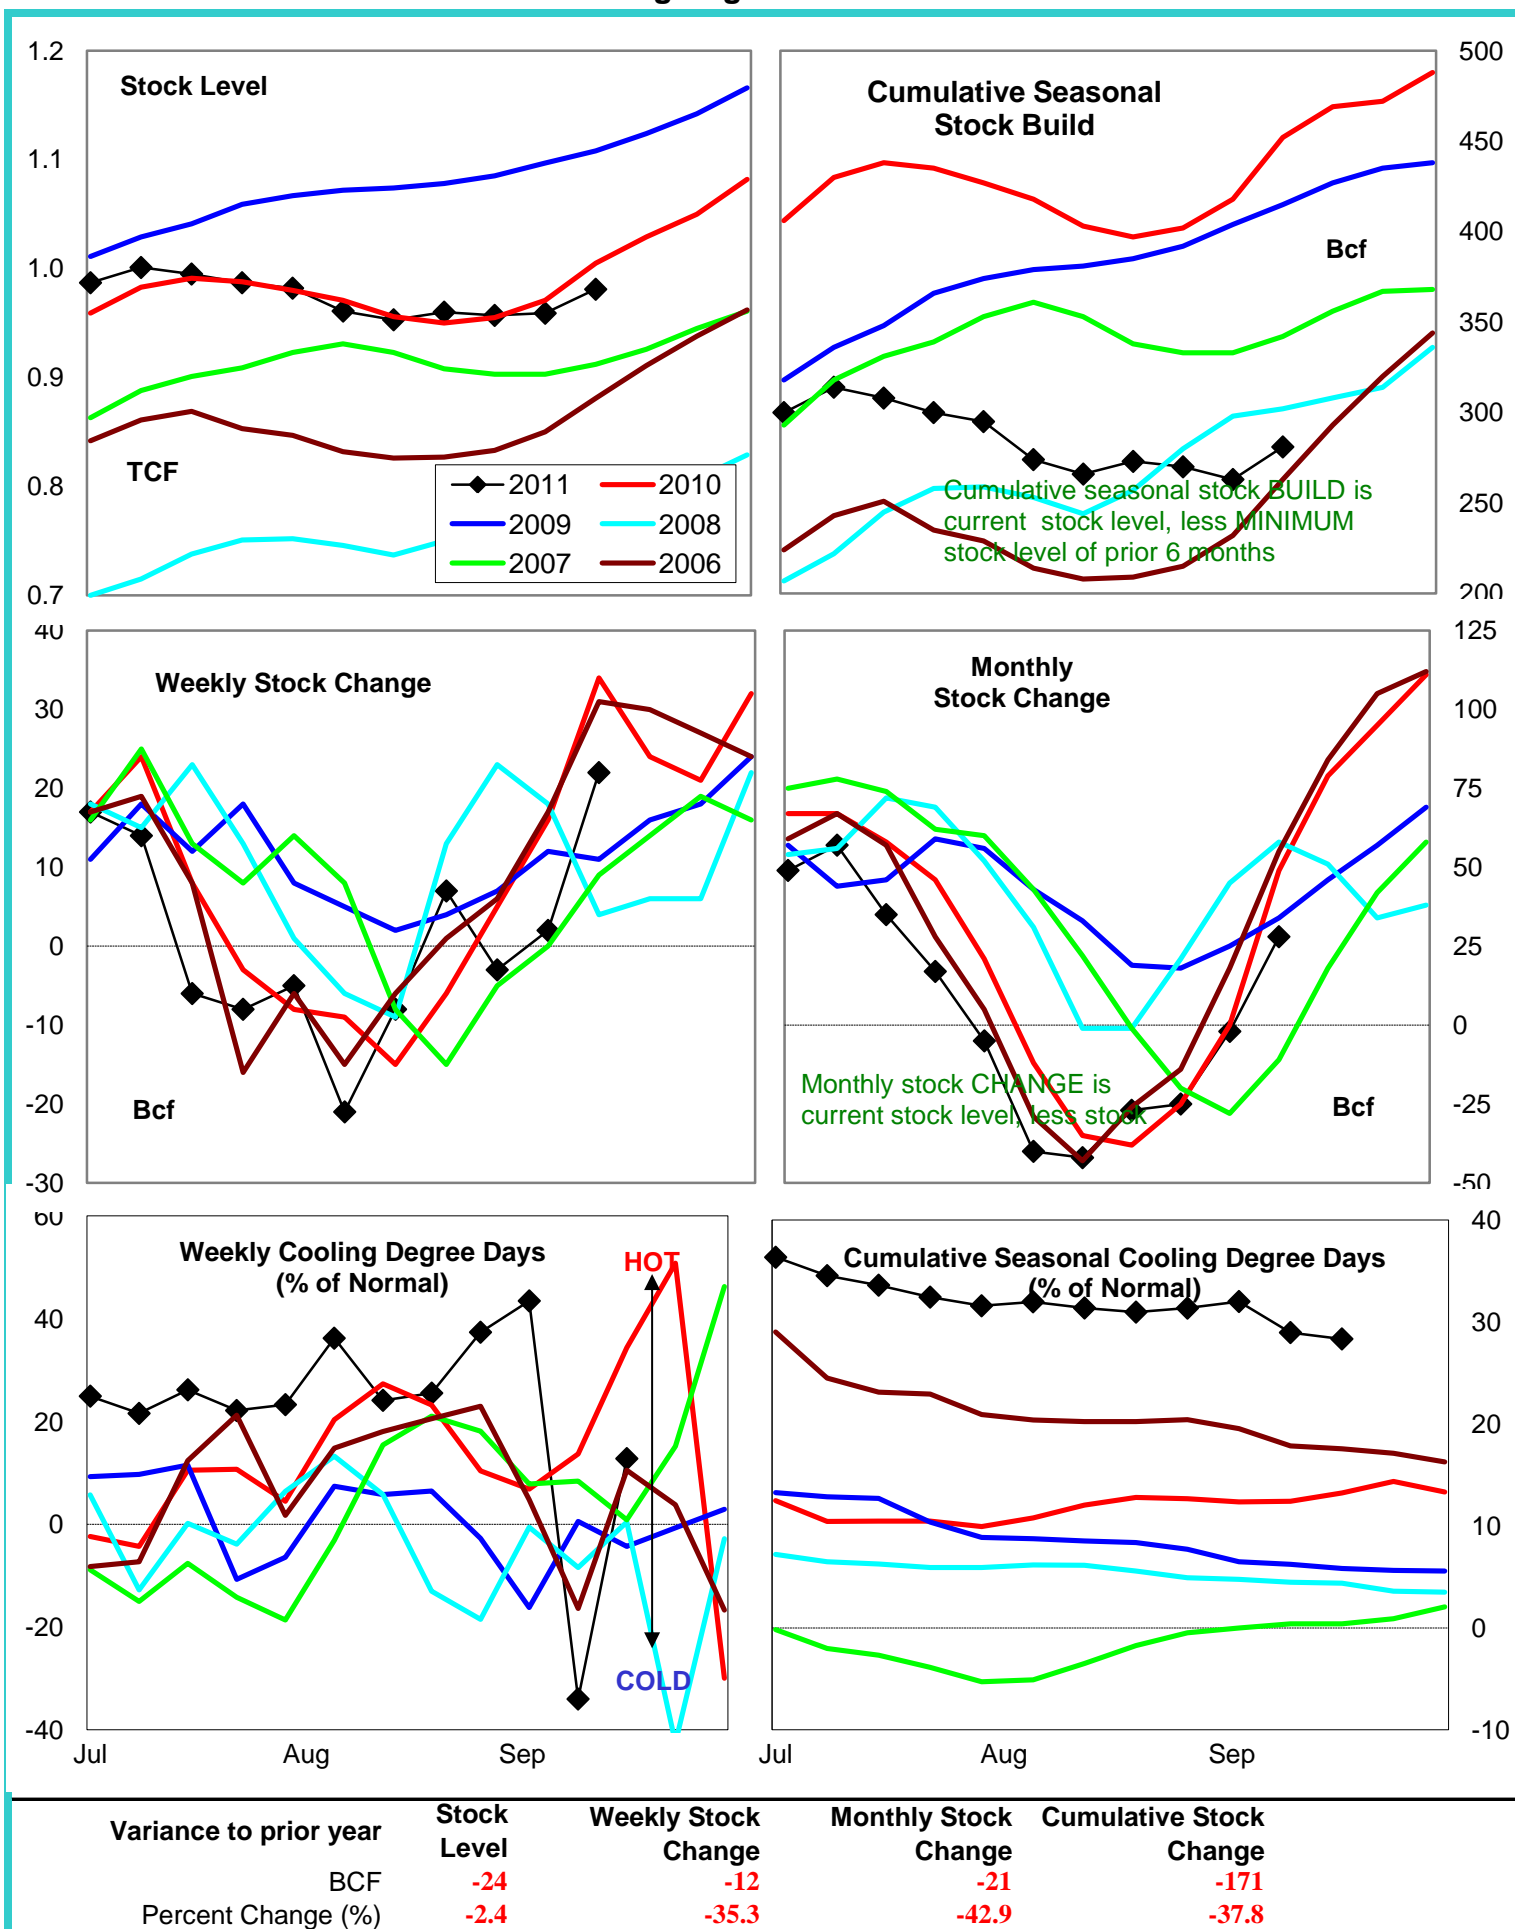 1.2
1.1
1.0
0.9
0.8
0.7
Stock Level
TCF
2011
2010
2009
2008
2007
2006
Cumulative Seasonal
Stock Build
Bcf
Cumulative seasonal stock BUILD is
current stock level, less MINIMUM
stock level of prior 6 months
500
450
400
350
300
250
200
40
30
20
10
0
-10
-20
-30
Weekly Stock Change
Bcf
Monthly
Stock Change
Monthly stock CHANGE is
current stock level, less stock
Bcf
125
100
75
50
25
0
-25
-50
60
40
20
0
-20
-40
Weekly Cooling Degree Days
(% of Normal)
HOT
COLD
Jul
Aug
Sep
Cumulative Seasonal Cooling Degree Days
(% of Normal)
40
30
20
10
0
-10
Jul
Aug
Sep
Variance to prior year
Stock
Level
Weekly Stock
Change
Monthly Stock
Change
Cumulative Stock
Change
BCF -24 -12 -21 -171
Percent Change (%) -2.4 -35.3 -42.9 -37.8